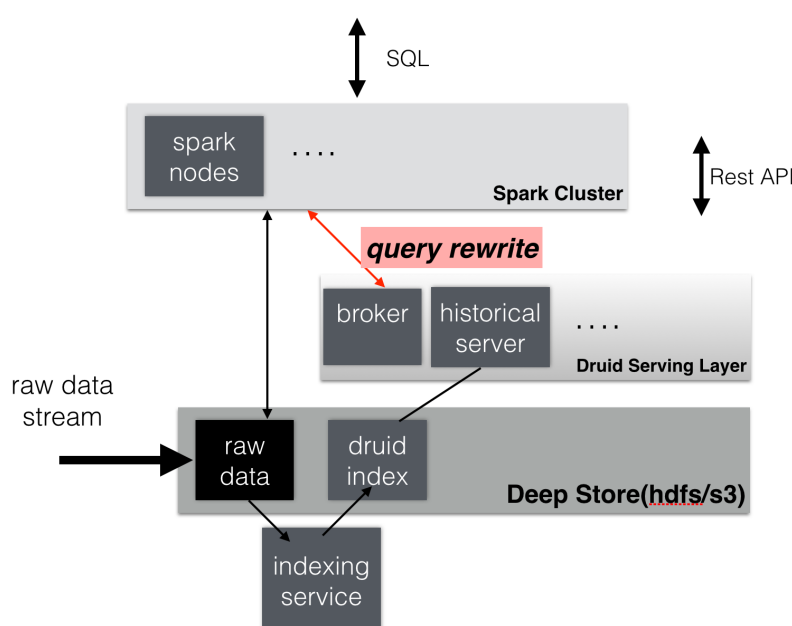 SQL
spark
nodes
. . . .
Spark Cluster
Rest API
query rewrite
broker
historical
server
. . . .
Druid Serving Layer
raw data
stream
raw
data
druid
index
Deep Store(hdfs/s3)
indexing
service